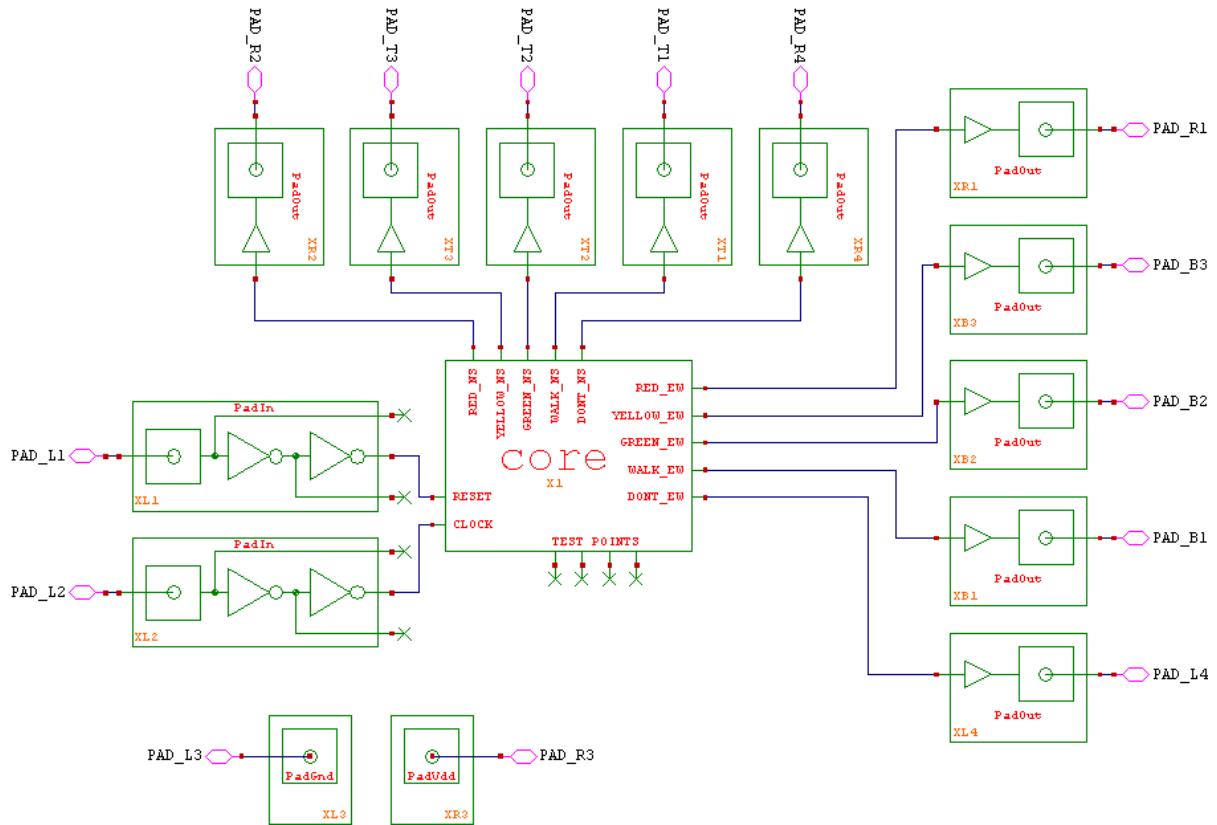 PAD_R2
PAD_T3
PAD_T2
PAD_T1
PAD_R4
PadOut
XR2
PadOut
XT3
PadOut
XT2
PadOut
XT1
PadOut
XR4
PadOut
XR1
PAD_R1
PadOut
XB3
PAD_B3
PadOut
XB2
PAD_B2
PadOut
XB1
PAD_B1
PadOut
XL4
PAD_L4
RED_NS
YELLOW_NS
GREEN_NS
WALK_NS
DONT_NS
RED_EW
YELLOW_EW
GREEN_EW
WALK_EW
DONT_EW
core
X1
RESET
CLOCK
TEST POINTS
PAD_L1
PadIn
XL1
PAD_L2
PadIn
XL2
PAD_L3
PadGnd
XL3
PadVdd
XR3
PAD_R3